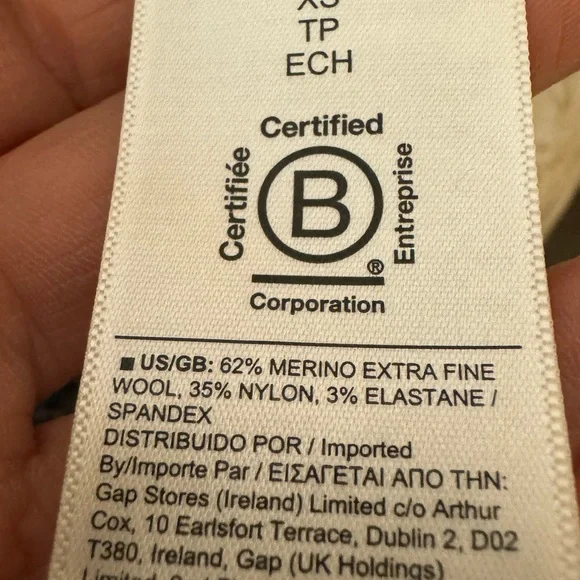 XS
TP
ECH
Certified
Certifiée
B
Entreprise
®
Corporation
■ US/GB: 62% MERINO EXTRA FINE
WOOL, 35% NYLON, 3% ELASTANE /
SPANDEX
DISTRIBUIDO POR / Imported
By/Importe Par / ΕΙΣΑΓΕΤΑΙ ΑΠΟ ΤΗΝ:
Gap Stores (Ireland) Limited c/o Arthur
Cox, 10 Earlsfort Terrace, Dublin 2, D02
T380, Ireland, Gap (UK Holdings)
Limited,